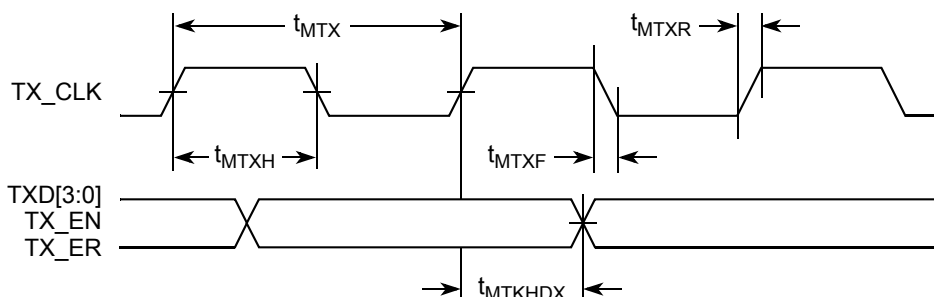 tMTX
tMTXR
TX_CLK
tMTXH
tMTXF
TXD[3:0]
TX_EN
TX_ER
tMTKHDX